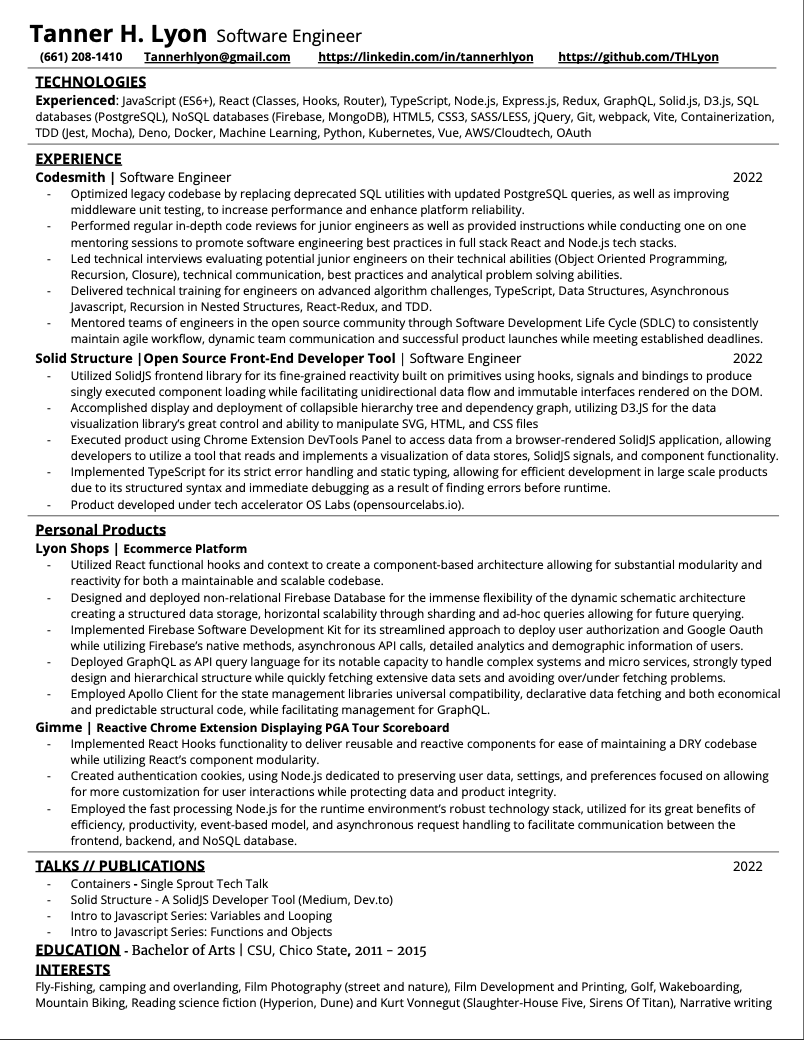 Tanner H. Lyon Software Engineer
(661) 208-1410 Tannerhlyon@gmail.com https://linkedin.com/in/tannerhlyon https://github.com/THLyon
TECHNOLOGIES
Experienced: JavaScript (ES6+), React (Classes, Hooks, Router), TypeScript, Node.js, Express.js, Redux, GraphQL, Solid.js, D3.js, SQL
databases (PostgreSQL), NoSQL databases (Firebase, MongoDB), HTML5, CSS3, SASS/LESS, jQuery, Git, webpack, Vite, Containerization,
TDD (Jest, Mocha), Deno, Docker, Machine Learning, Python, Kubernetes, Vue, AWS/Cloudtech, OAuth
EXPERIENCE
Codesmith | Software Engineer 2022
- Optimized legacy codebase by replacing deprecated SQL utilities with updated PostgreSQL queries, as well as improving
middleware unit testing, to increase performance and enhance platform reliability.
- Performed regular in-depth code reviews for junior engineers as well as provided instructions while conducting one on one
mentoring sessions to promote software engineering best practices in full stack React and Node.js tech stacks.
- Led technical interviews evaluating potential junior engineers on their technical abilities (Object Oriented Programming,
Recursion, Closure), technical communication, best practices and analytical problem solving abilities.
- Delivered technical training for engineers on advanced algorithm challenges, TypeScript, Data Structures, Asynchronous
Javascript, Recursion in Nested Structures, React-Redux, and TDD.
- Mentored teams of engineers in the open source community through Software Development Life Cycle (SDLC) to consistently
maintain agile workflow, dynamic team communication and successful product launches while meeting established deadlines.
Solid Structure |Open Source Front-End Developer Tool | Software Engineer 2022
- Utilized SolidJS frontend library for its fine-grained reactivity built on primitives using hooks, signals and bindings to produce
singly executed component loading while facilitating unidirectional data flow and immutable interfaces rendered on the DOM.
- Accomplished display and deployment of collapsible hierarchy tree and dependency graph, utilizing D3.JS for the data
visualization library's great control and ability to manipulate SVG, HTML, and CSS files
- Executed product using Chrome Extension DevTools Panel to access data from a browser-rendered SolidJS application, allowing
developers to utilize a tool that reads and implements a visualization of data stores, SolidJS signals, and component functionality.
- Implemented TypeScript for its strict error handling and static typing, allowing for efficient development in large scale products
due to its structured syntax and immediate debugging as a result of finding errors before runtime.
- Product developed under tech accelerator OS Labs (opensourcelabs.io).
Personal Products
Lyon Shops | Ecommerce Platform
- Utilized React functional hooks and context to create a component-based architecture allowing for substantial modularity and
reactivity for both a maintainable and scalable codebase.
- Designed and deployed non-relational Firebase Database for the immense flexibility of the dynamic schematic architecture
creating a structured data storage, horizontal scalability through sharding and ad-hoc queries allowing for future querying.
- Implemented Firebase Software Development Kit for its streamlined approach to deploy user authorization and Google Oauth
while utilizing Firebase's native methods, asynchronous API calls, detailed analytics and demographic information of users.
- Deployed GraphQL as API query language for its notable capacity to handle complex systems and micro services, strongly typed
design and hierarchical structure while quickly fetching extensive data sets and avoiding over/under fetching problems.
- Employed Apollo Client for the state management libraries universal compatibility, declarative data fetching and both economical
and predictable structural code, while facilitating management for GraphQL.
Gimme | Reactive Chrome Extension Displaying PGA Tour Scoreboard
- Implemented React Hooks functionality to deliver reusable and reactive components for ease of maintaining a DRY codebase
while utilizing React's component modularity.
- Created authentication cookies, using Node.js dedicated to preserving user data, settings, and preferences focused on allowing
for more customization for user interactions while protecting data and product integrity.
- Employed the fast processing Node.js for the runtime environment's robust technology stack, utilized for its great benefits of
efficiency, productivity, event-based model, and asynchronous request handling to facilitate communication between the
frontend, backend, and NoSQL database.
TALKS // PUBLICATIONS 2022
- Containers - Single Sprout Tech Talk
- Solid Structure - A SolidJS Developer Tool (Medium, Dev.to)
- Intro to Javascript Series: Variables and Looping
- Intro to Javascript Series: Functions and Objects
EDUCATION - Bachelor of Arts | CSU, Chico State, 2011 – 2015
INTERESTS
Fly-Fishing, camping and overlanding, Film Photography (street and nature), Film Development and Printing, Golf, Wakeboarding,
Mountain Biking, Reading science fiction (Hyperion, Dune) and Kurt Vonnegut (Slaughter-House Five, Sirens Of Titan), Narrative writing